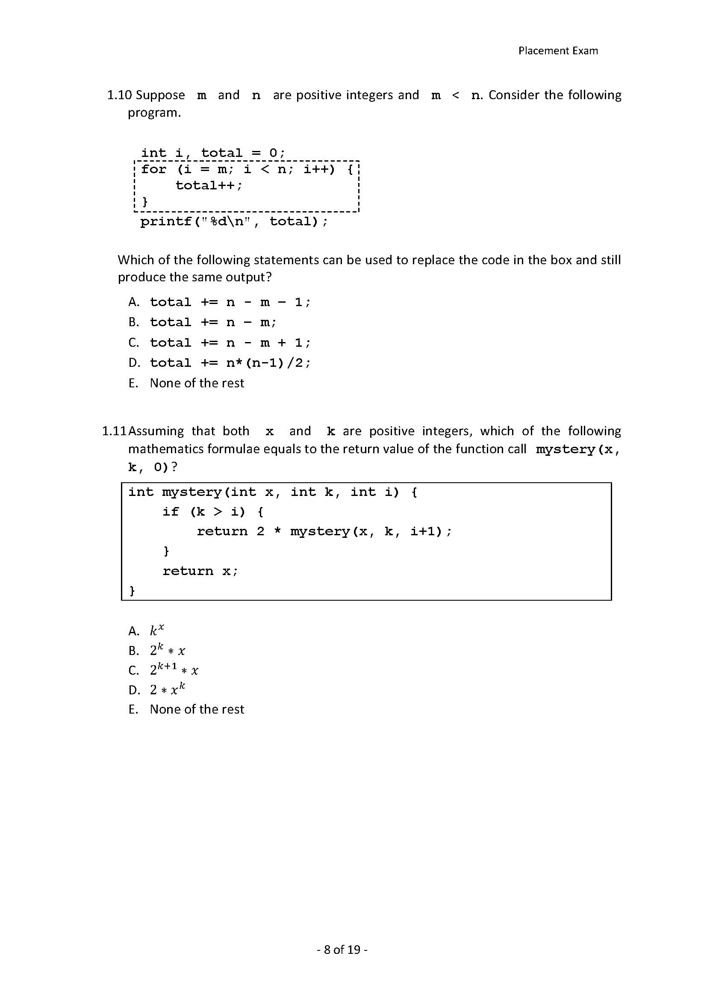 Placement Exam
1.10 Suppose m and n are positive integers and m < n. Consider the following
program.
int i, total = 0;
for (i = m; i < n; i++) {
total++;
}
printf("%d\n", total);
Which of the following statements can be used to replace the code in the box and still
produce the same output?
A. total += n - m – 1;
B. total += n – m;
C. total += n - m + 1;
D. total += n*(n-1)/2;
E. None of the rest
1.11 Assuming that both x and k are positive integers, which of the following
mathematics formulae equals to the return value of the function call mystery(x,
k, 0)?
int mystery(int x, int k, int i) {
if (k > i) {
return 2 * mystery(x, k, i+1);
}
return x;
}
A. k^x
B. 2^k * x
C. 2^{k+1} * x
D. 2 * x^k
E. None of the rest
- 8 of 19 -